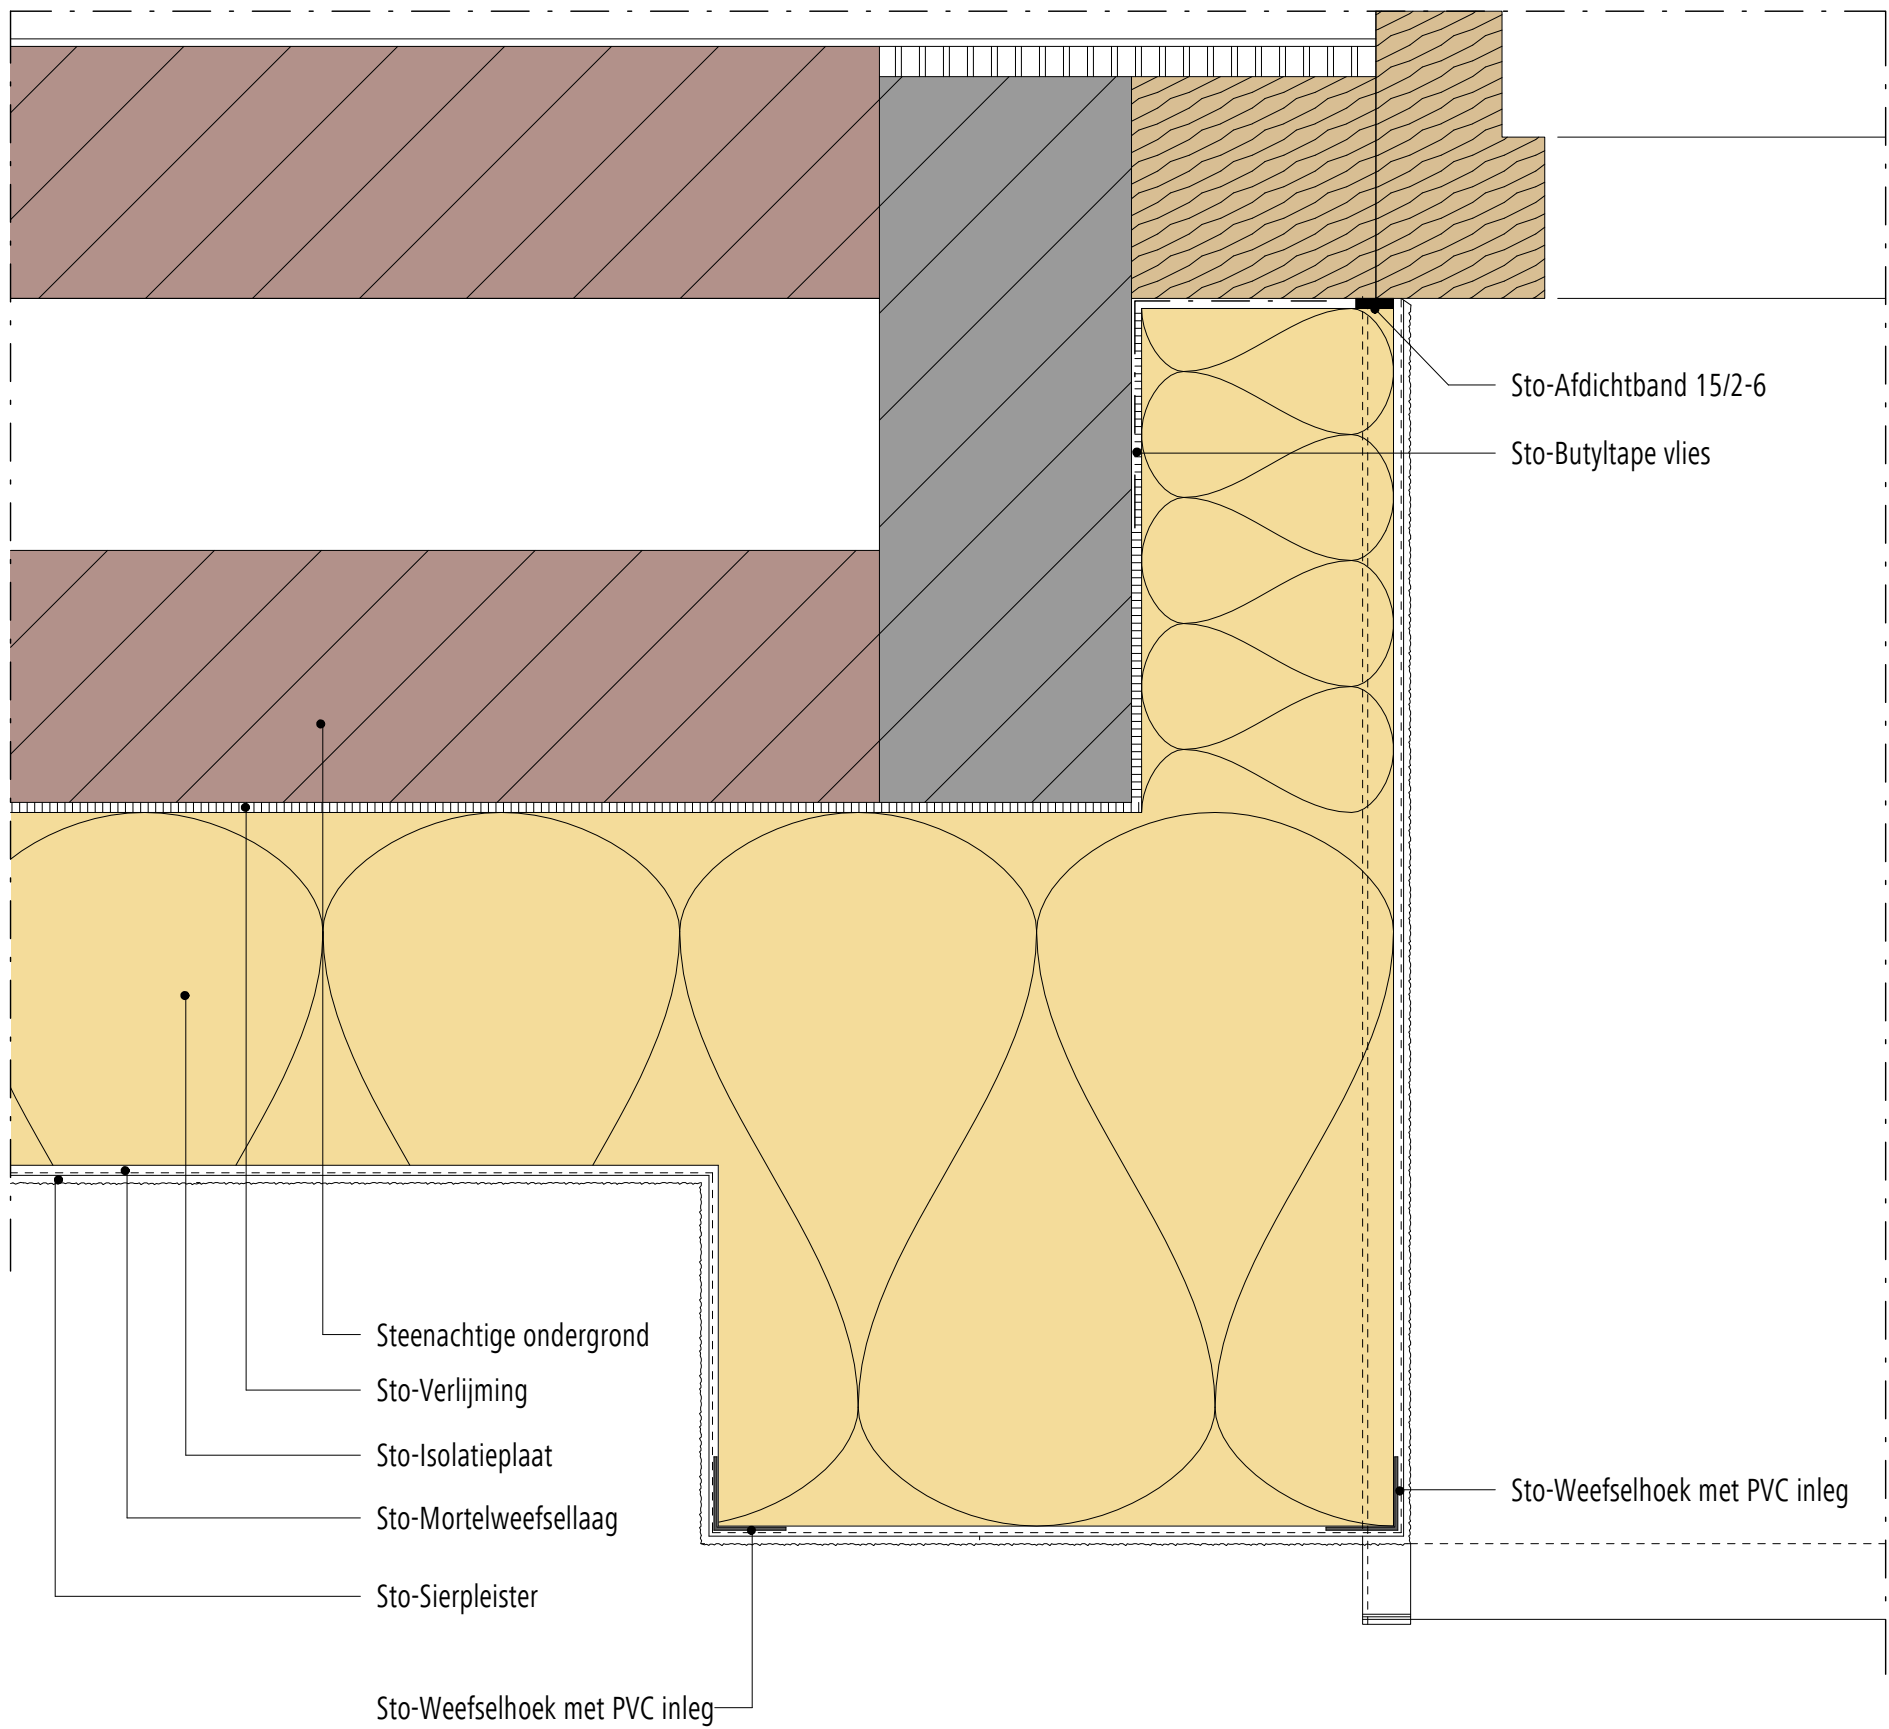 Sto-Afdichtband 15/2-6
Sto-Butyltape vlies
Steenachtige ondergrond
Sto-Verlijming
Sto-Isolatieplaat
Sto-Weefselhoek met PVC inleg
Sto-Mortelweefsellaag
Sto-Sierpleister
Sto-Weefselhoek met PVC inleg